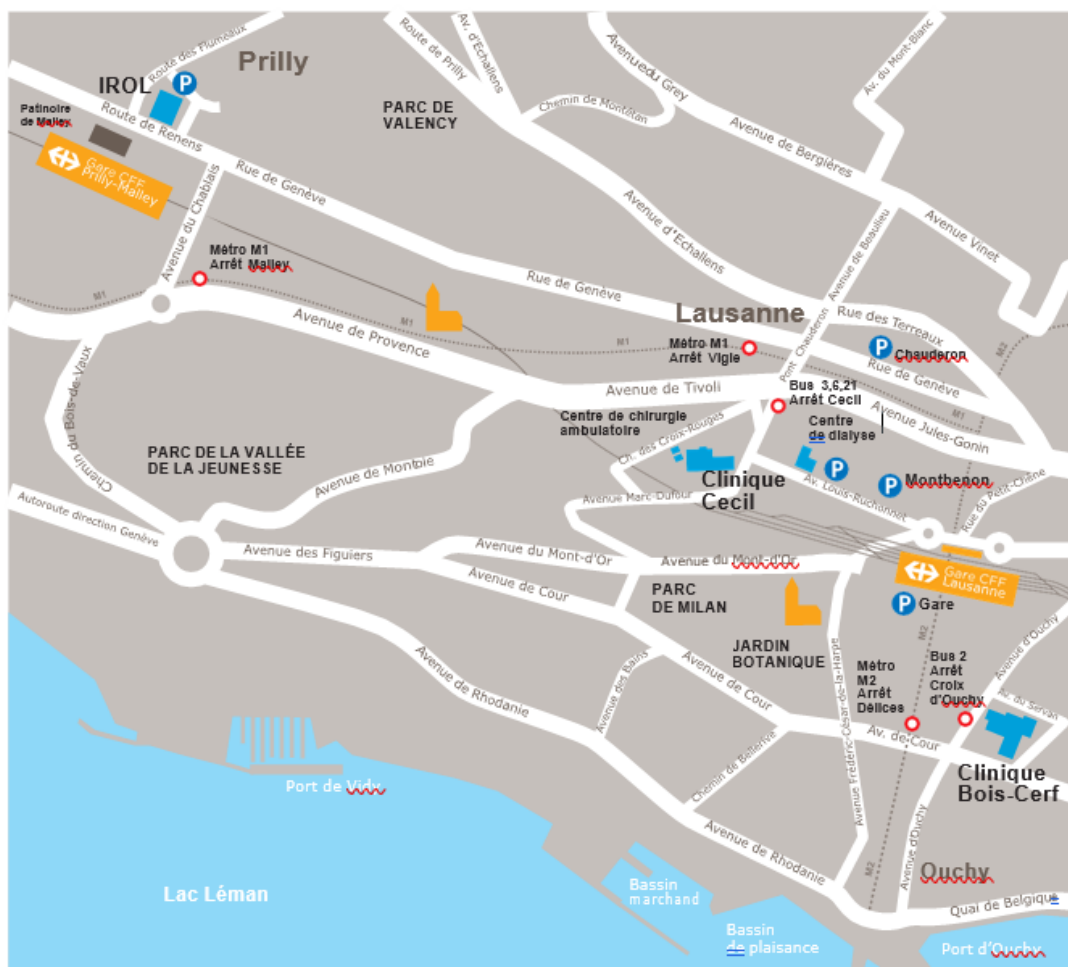 Route des Flumeaux
Prilly
Av. d'Echallens
Route de Prilly
Avenue du Grey
Av. du Mont-Blanc
IROL
P
Patinoire
de Malley
Route de Renens
PARC DE
VALENCY
Chemin de Montétan
Avenue de Bergières
Gare CFF
Prilly-Malley
Rue de Genève
Avenue du Chablais
Avenue d'Echallens
Avenue de Beaulieu
Avenue Vinet
Métro M1
Arrêt Malley
M1
Rue de Genève
Avenue de Provence
M1
Lausanne
Rue des Terreaux
M2
Métro M1
Arrêt Vigie
M1
Pont Chauderon
P
Chauderon
Rue de Genève
Chemin du Bois-de-Vaux
Avenue de Tivoli
Bus 3,6,21
Arrêt Cecil
M1
Avenue Jules-Gonin
Centre de chirurgie
ambulatoire
Ch. des Croix-Rouges
Centre
de dialyse
PARC DE LA VALLÉE
DE LA JEUNESSE
Avenue de Montoie
Clinique
Cecil
P
P
Montbenon
Av. Louis-Ruchonnet
Rue du Petit-Chêne
Avenue Marc-Dufour
Autoroute direction Genève
Avenue des Figuiers
Avenue du Mont-d'Or
Avenue du Mont-d'Or
Gare CFF
Lausanne
Avenue de Cour
PARC
DE MILAN
P
Gare
JARDIN
BOTANIQUE
M2
Avenue d'Ouchy
Avenue de Rhodanie
Avenue des Bains
Avenue de Cour
Avenue Frédéric-César-de-la-Harpe
Métro
M2
Arrêt
Délices
Bus 2
Arrêt
Croix
d'Ouchy
Av. du Servan
Av. de Cour
Chemin de Bellerive
Clinique
Bois-Cerf
Port de Vidy
Avenue de Rhodanie
Avenue d'Ouchy
M2
Ouchy
Lac Léman
Bassin
marchand
Quai de Belgique
Bassin
de plaisance
Port d'Ouchy